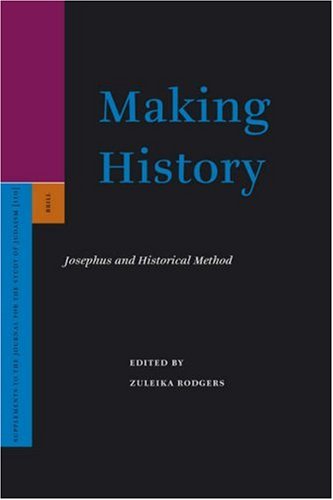 Making
History
Josephus and Historical Method
EDITED BY
ZULEIKA RODGERS
BRILL
SUPPLEMENTS TO THE JOURNAL FOR THE STUDY OF JUDAISM [110]